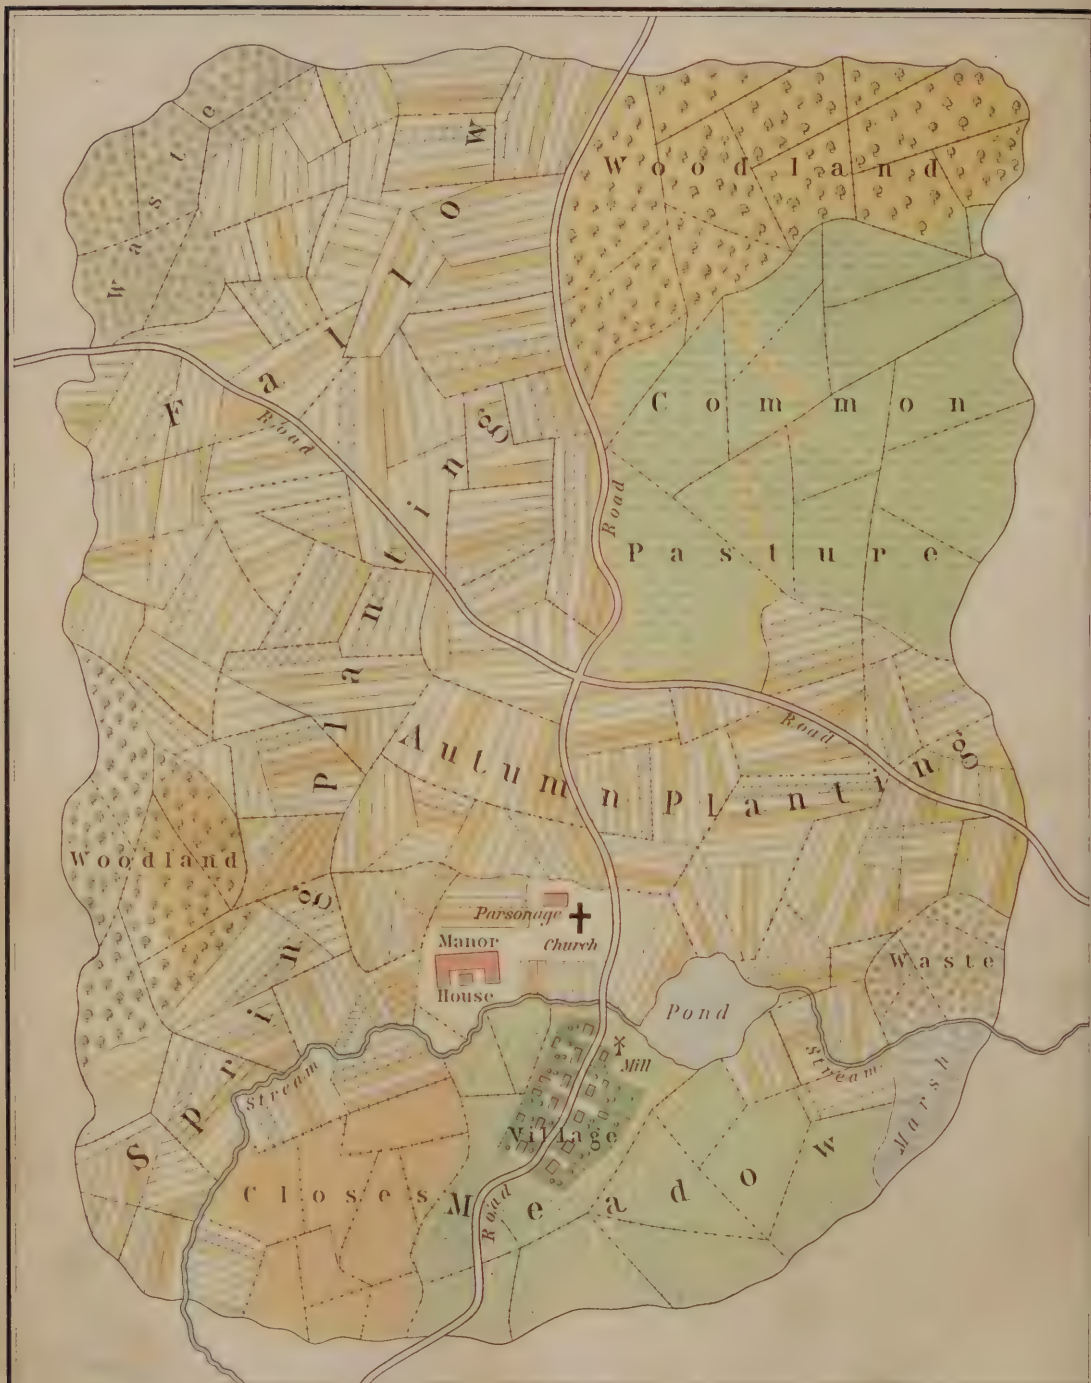 Waste
Fallow
Woodland
Common
Pasture
Road
Road
Spring planting
Autumn Planting
Road
Woodland
Parsonage
Church
Manor
House
Waste
Pond
Mill
Stream
Stream
Marsh
Village
Closes
Meadow
Road